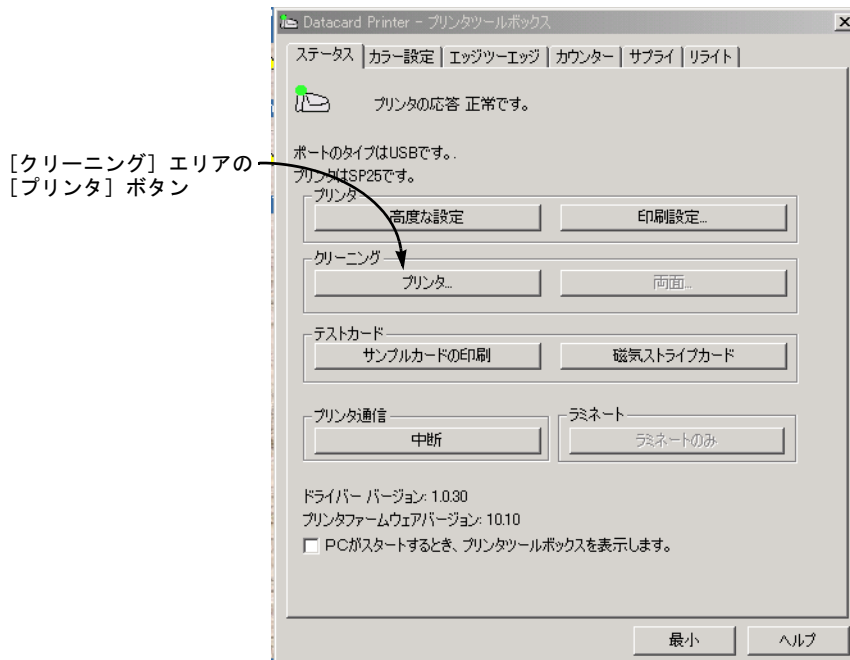 Datacard Printer - プリンタツールボックス
ステータス カラー設定 エッジツーエッジ カウンター サプライ リライト
プリンタの応答 正常です。
ポートのタイプはUSBです。.
プリンタはSP25です。
[クリーニング] エリアの
[プリンタ] ボタン
プリンタ
高度な設定 印刷設定...
クリーニング
プリンタ... 両面...
テストカード
サンプルカードの印刷 磁気ストライプカード
プリンタ通信 ラミネート
中断 ラミネートのみ
ドライバー バージョン: 1.0.30
プリンタファームウェアバージョン: 10.10
PCがスタートするとき、プリンタツールボックスを表示します。
最小 ヘルプ